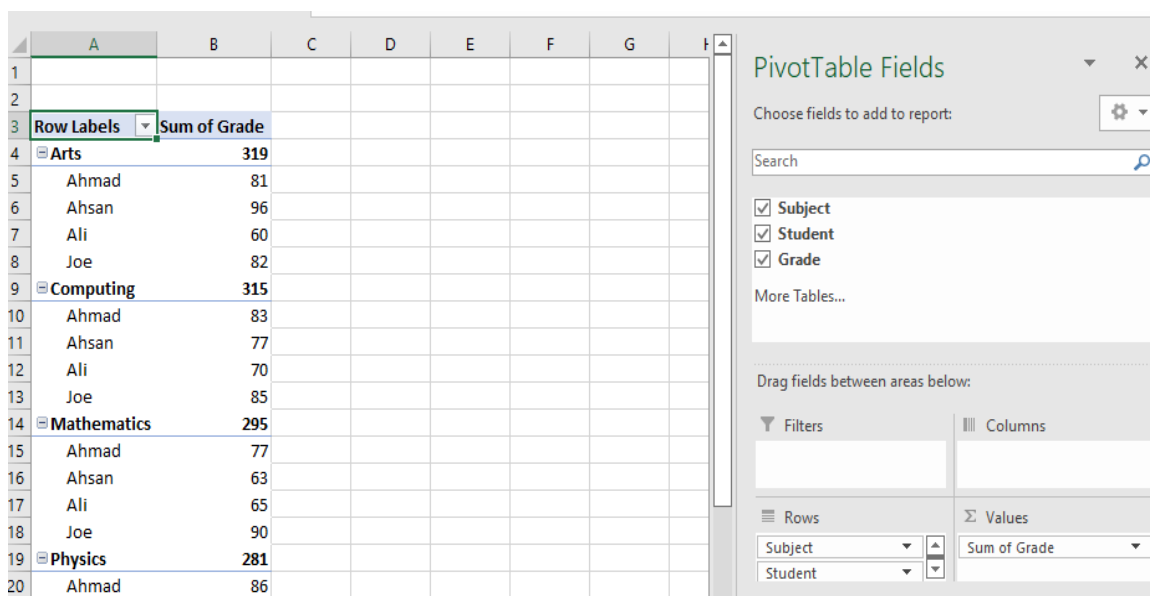 A B C D E F G
1
2
3 Row Labels Sum of Grade
4 Arts 319
5 Ahmad 81
6 Ahsan 96
7 Ali 60
8 Joe 82
9 Computing 315
10 Ahmad 83
11 Ahsan 77
12 Ali 70
13 Joe 85
14 Mathematics 295
15 Ahmad 77
16 Ahsan 63
17 Ali 65
18 Joe 90
19 Physics 281
20 Ahmad 86
PivotTable Fields
Choose fields to add to report:
Search
Subject
Student
Grade
More Tables...
Drag fields between areas below:
Filters
Columns
Rows
Σ Values
Subject
Sum of Grade
Student